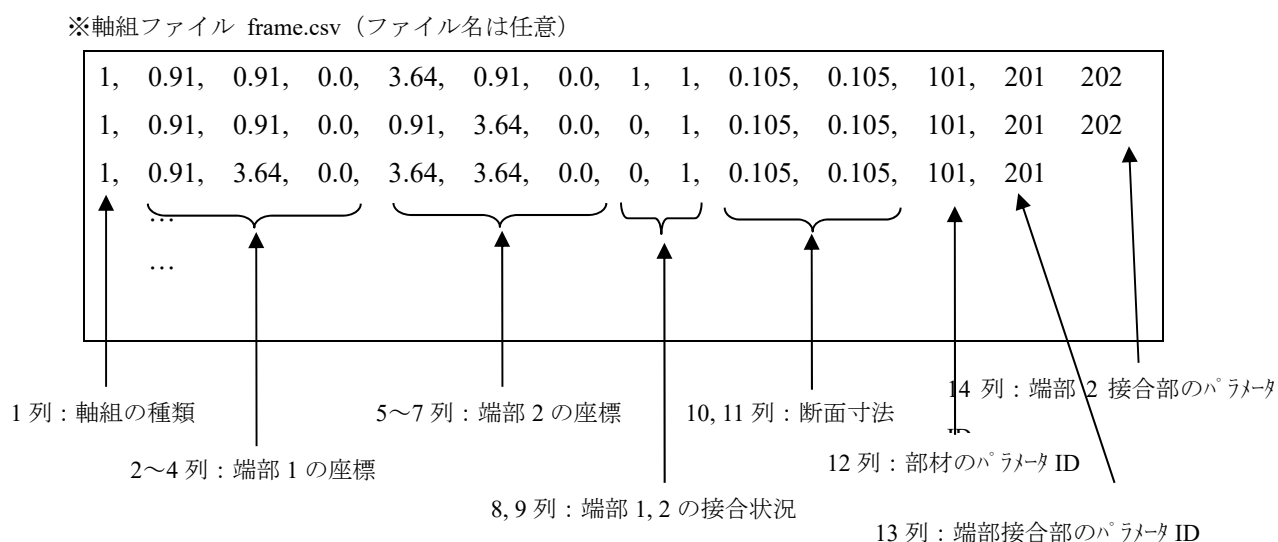 ※軸組ファイル frame.csv（ファイル名は任意）
1, 0.91, 0.91, 0.0, 3.64, 0.91, 0.0, 1, 1, 0.105, 0.105, 101, 201 202
1, 0.91, 0.91, 0.0, 0.91, 3.64, 0.0, 0, 1, 0.105, 0.105, 101, 201 202
1, 0.91, 3.64, 0.0, 3.64, 3.64, 0.0, 0, 1, 0.105, 0.105, 101, 201
…
…
1 列：軸組の種類
5～7 列：端部 2 の座標
10, 11 列：断面寸法
14 列：端部 2 接合部のﾊﾟﾗﾒｰﾀ
2～4 列：端部 1 の座標
12 列：部材のﾊﾟﾗﾒｰﾀ ID
8, 9 列：端部 1, 2 の接合状況
13 列：端部接合部のﾊﾟﾗﾒｰﾀ ID